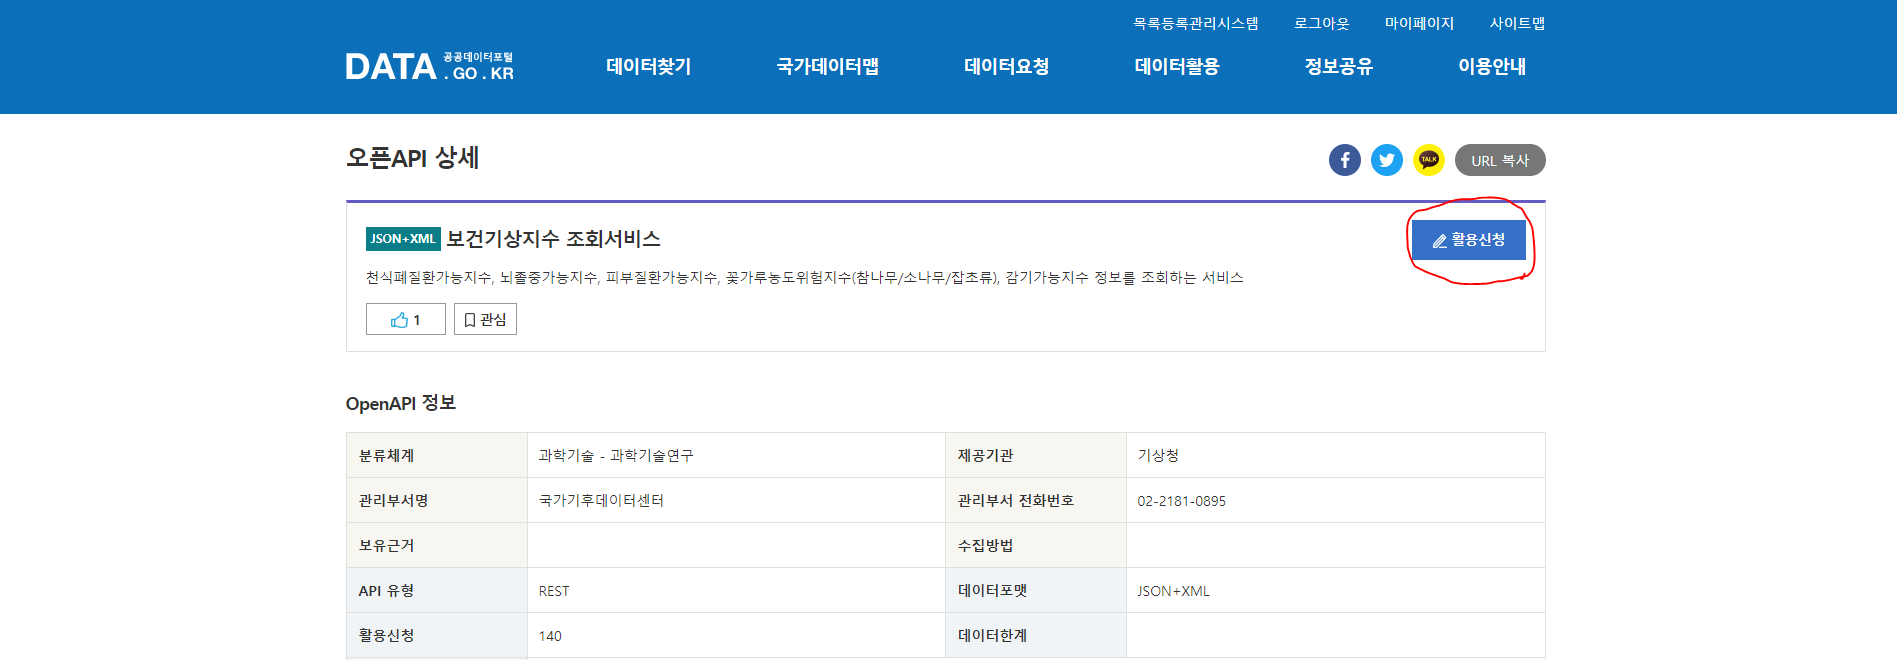 목록등록관리시스템 로그아웃 마이페이지 사이트맵
DATA 공공데이터포털 . GO . KR
데이터찾기 국가데이터맵 데이터요청 데이터활용 정보공유 이용안내
오픈API 상세
TALK
URL 복사
JSON+XML 보건기상지수 조회서비스
활용신청
천식폐질환가능지수, 뇌졸중가능지수, 피부질환가능지수, 꽃가루농도위험지수(참나무/소나무/잡초류), 감기가능지수 정보를 조회하는 서비스
1 관심
OpenAPI 정보
분류체계 과학기술 - 과학기술연구 제공기관 기상청
관리부서명 국가기후데이터센터 관리부서 전화번호 02-2181-0895
보유근거 수집방법
API 유형 REST 데이터포맷 JSON+XML
활용신청 140 데이터한계